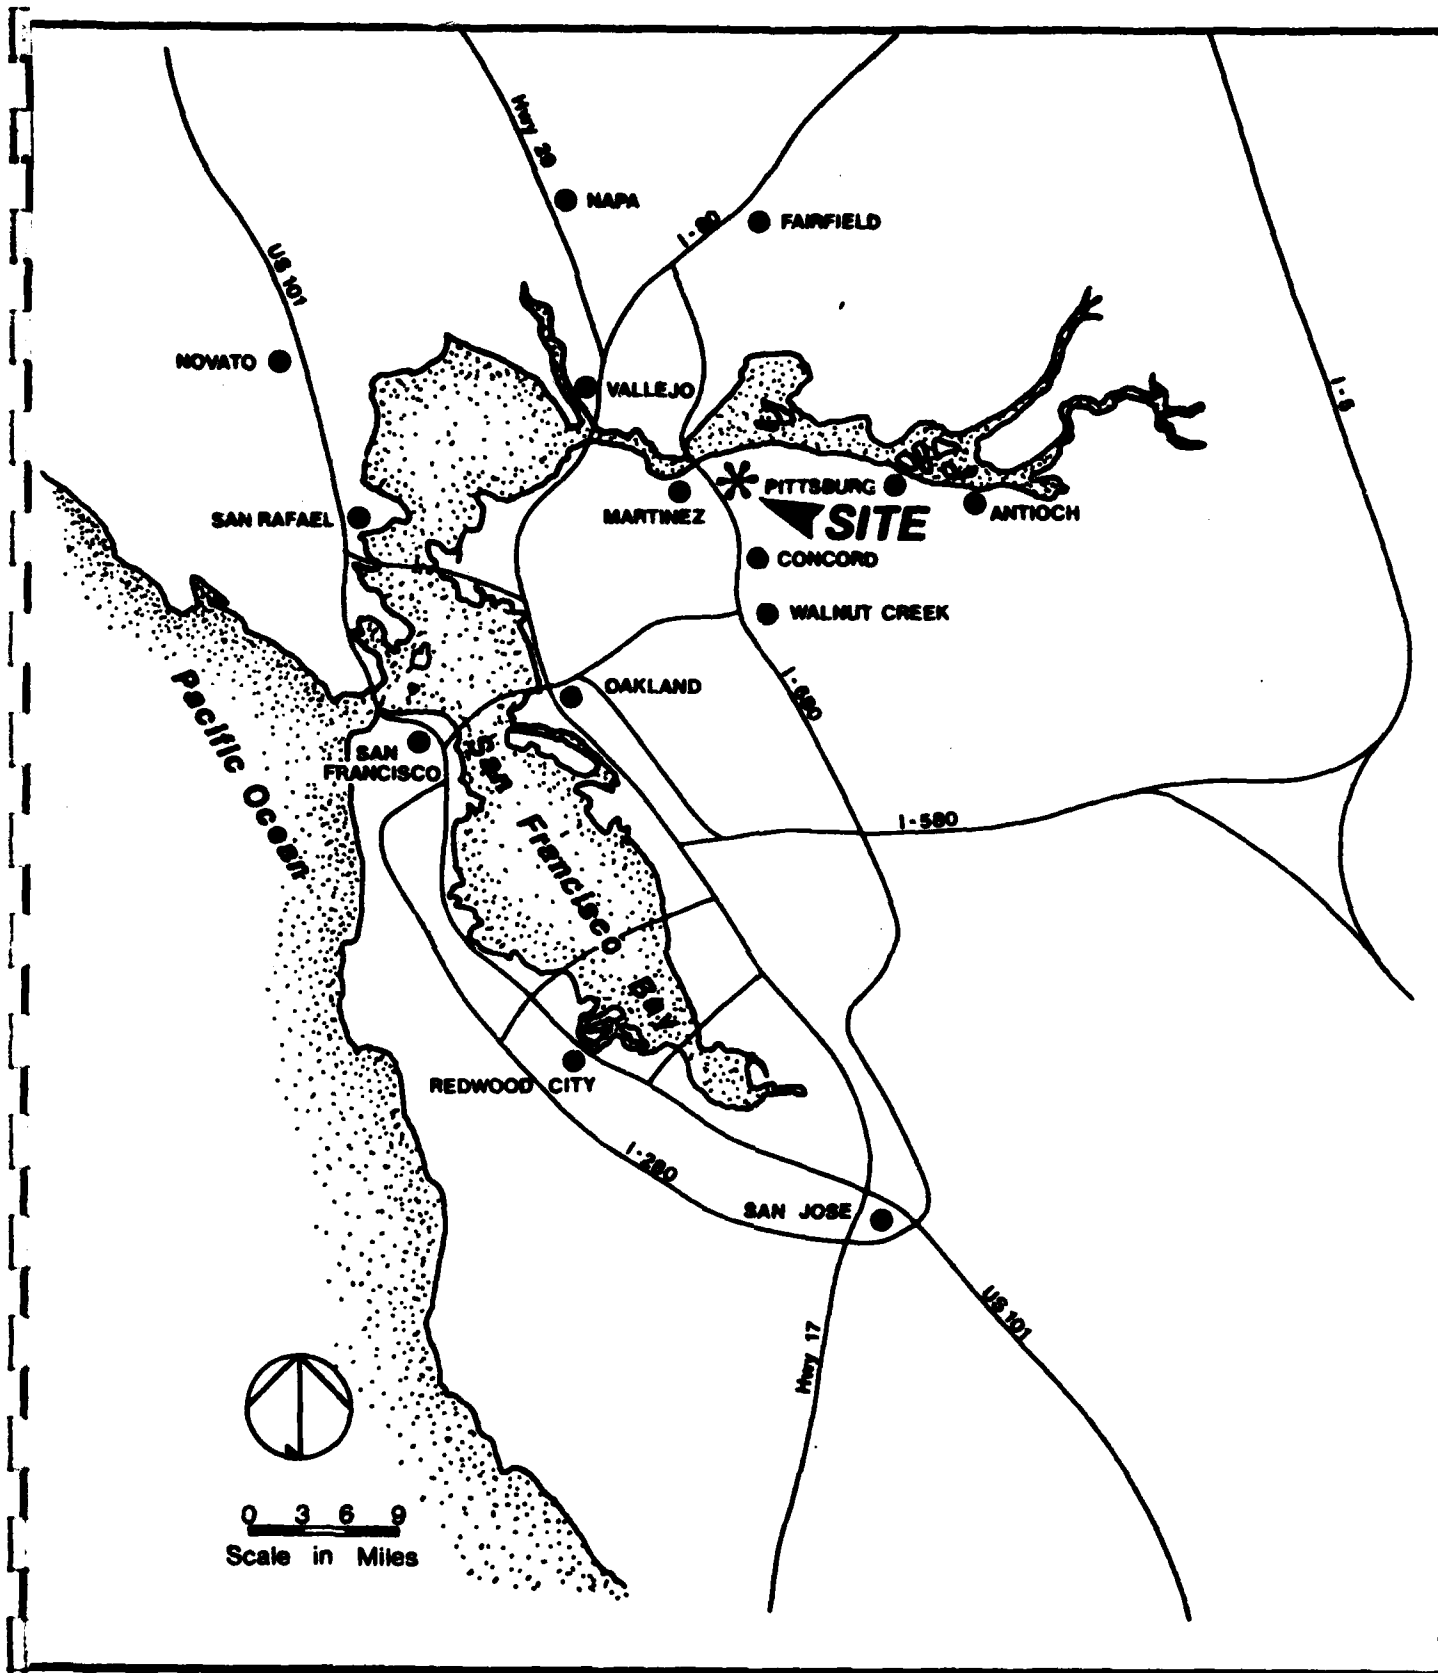 Hwy 29
NAPA
I-80
FAIRFIELD
US 101
NOVATO
VALLEJO
I-5
PITTSBURG
SAN RAFAEL
MARTINEZ
SITE
ANTIOCH
CONCORD
WALNUT CREEK
Pacific Ocean
OAKLAND
I-680
SAN
FRANCISCO
San Francisco Bay
I-580
REDWOOD CITY
I-280
SAN JOSE
US 101
Hwy 17
N
0 3 6 9
Scale in Miles